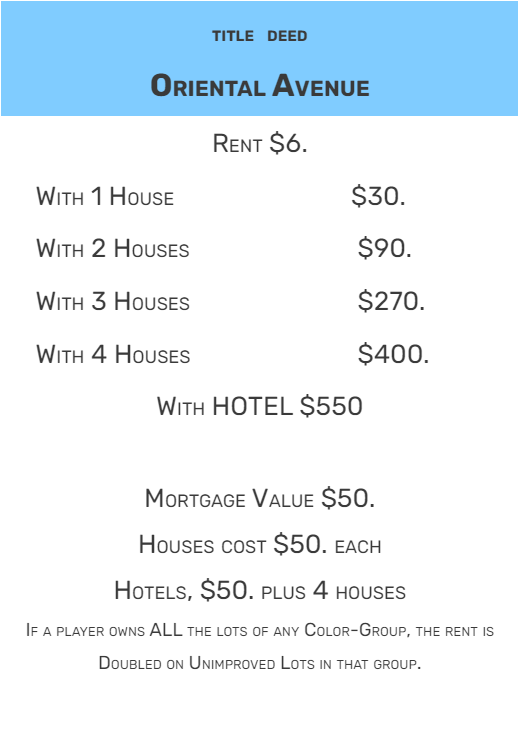 TITLE DEED
ORIENTAL AVENUE
RENT $6.
WITH 1 HOUSE $30.
WITH 2 HOUSES $90.
WITH 3 HOUSES $270.
WITH 4 HOUSES $400.
WITH HOTEL $550
MORTGAGE VALUE $50.
HOUSES COST $50. EACH
HOTELS, $50. PLUS 4 HOUSES
IF A PLAYER OWNS ALL THE LOTS OF ANY COLOR-GROUP, THE RENT IS
DOUBLED ON UNIMPROVED LOTS IN THAT GROUP.